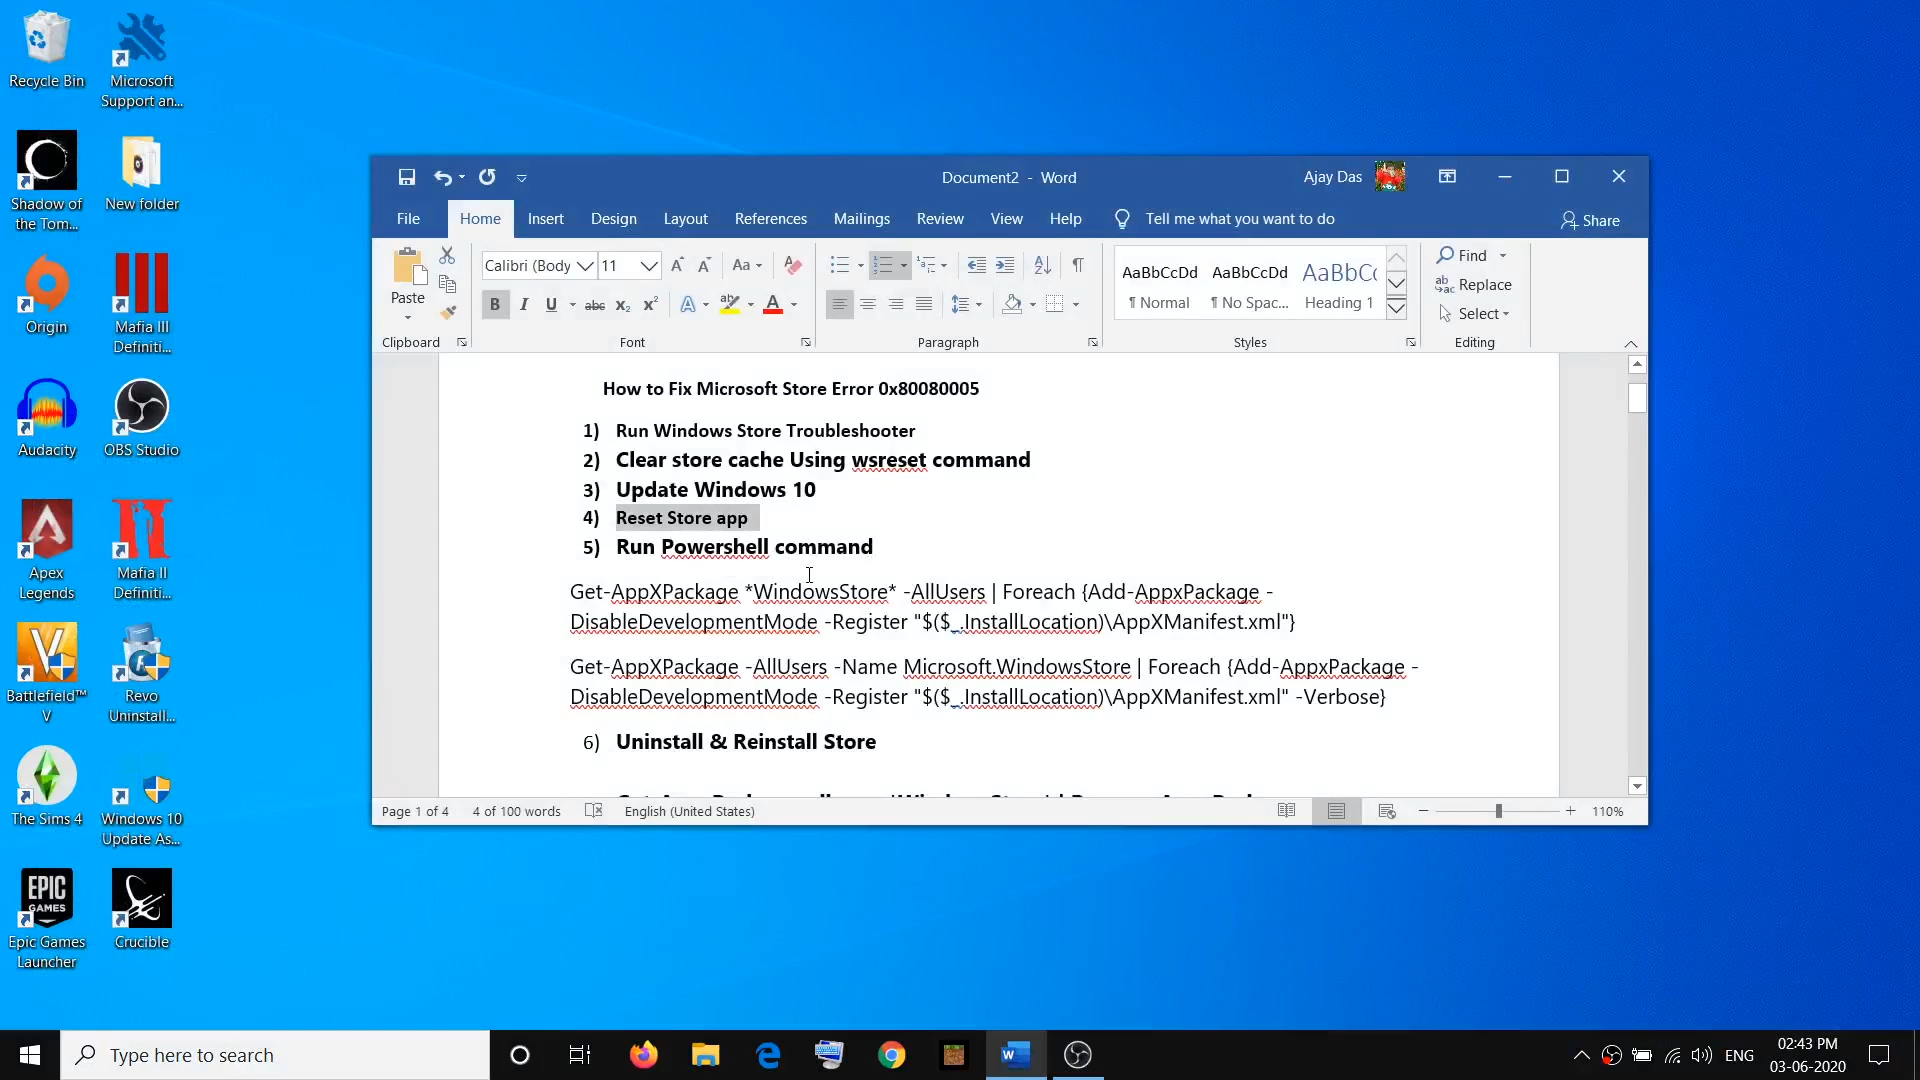 Recycle Bin
Microsoft
Support an...
Shadow of
the Tom...
New folder
Origin
Mafia III
Definiti...
Audacity
OBS Studio
Apex
Legends
Mafia II
Definiti...
Battlefield™
V
Revo
Uninstall...
The Sims 4
Windows 10
Update As...
EPIC
GAMES
Epic Games
Launcher
Crucible
Document2 - Word
Ajay Das
File Home Insert Design Layout References Mailings Review View Help Tell me what you want to do Share
Paste
Clipboard
Calibri (Body 11
Font
Paragraph
AaBbCcDd AaBbCcDd AaBbCc
¶ Normal ¶ No Spac... Heading 1
Styles
Find
Replace
Select
Editing
How to Fix Microsoft Store Error 0x80080005
1) Run Windows Store Troubleshooter
2) Clear store cache Using wsreset command
3) Update Windows 10
4) Reset Store app
5) Run Powershell command
Get-AppXPackage *WindowsStore* -AllUsers | Foreach {Add-AppxPackage -
DisableDevelopmentMode -Register "$($_.InstallLocation)\AppXManifest.xml"}
Get-AppXPackage -AllUsers -Name Microsoft.WindowsStore | Foreach {Add-AppxPackage -
DisableDevelopmentMode -Register "$($_.InstallLocation)\AppXManifest.xml" -Verbose}
6) Uninstall & Reinstall Store
Page 1 of 4 4 of 100 words English (United States) 110%
Type here to search
ENG
02:43 PM
03-06-2020